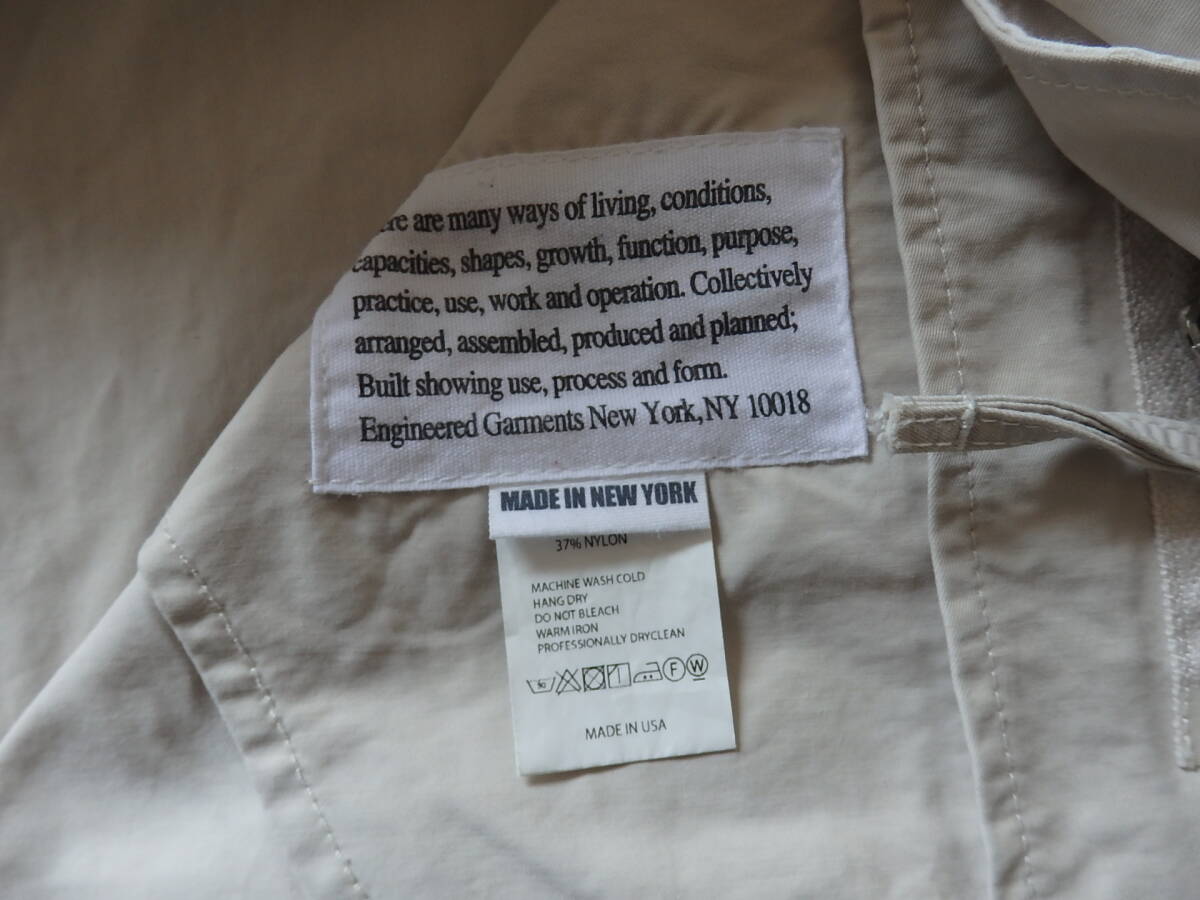 are many ways of living, conditions,
capacities, shapes, growth, function, purpose,
practice, use, work and operation. Collectively
arranged, assembled, produced and planned;
Built showing use, process and form.
Engineered Garments New York, NY 10018
MADE IN NEW YORK
37% NYLON
MACHINE WASH COLD
HANG DRY
DO NOT BLEACH
WARM IRON
PROFESSIONALLY DRYCLEAN
F W
MADE IN USA